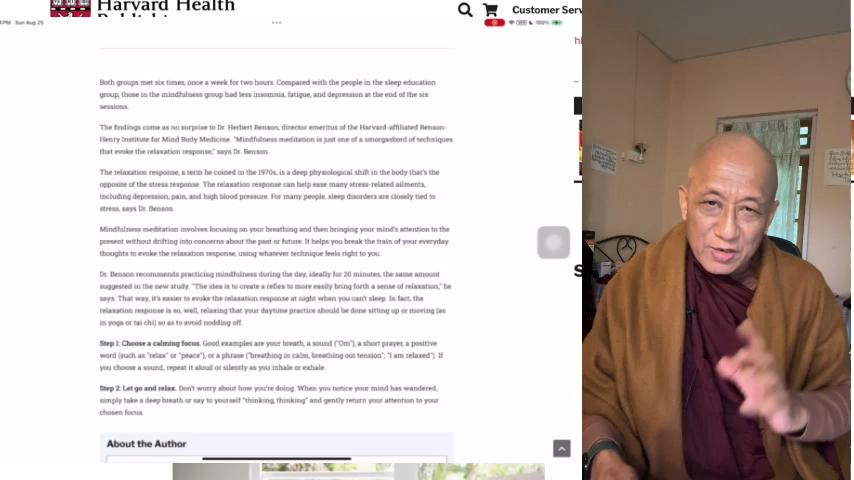 Harvard Health
Customer Serv
PM Sun Aug 25
100%
Both groups met six times, once a week for two hours. Compared with the people in the sleep education
group, those in the mindfulness group had less insomnia, fatigue, and depression at the end of the six
sessions.
The findings come as no surprise to Dr. Herbert Benson, director emeritus of the Harvard-affiliated Benson-
Henry Institute for Mind Body Medicine. "Mindfulness meditation is just one of a smorgasbord of techniques
that evoke the relaxation response," says Dr. Benson.
The relaxation response, a term he coined in the 1970s, is a deep physiological shift in the body that's the
opposite of the stress response. The relaxation response can help ease many stress-related ailments,
including depression, pain, and high blood pressure. For many people, sleep disorders are closely tied to
stress, says Dr. Benson.
Mindfulness meditation involves focusing on your breathing and then bringing your mind's attention to the
present without drifting into concerns about the past or future. It helps you break the train of your everyday
thoughts to evoke the relaxation response, using whatever technique feels right to you.
Dr. Benson recommends practicing mindfulness during the day, ideally for 20 minutes, the same amount
suggested in the new study. "The idea is to create a reflex to more easily bring forth a sense of relaxation," he
says. That way, it's easier to evoke the relaxation response at night when you can't sleep. In fact, the
relaxation response is so, well, relaxing that your daytime practice should be done sitting up or moving (as
in yoga or tai chi) so as to avoid nodding off.
Step 1: Choose a calming focus. Good examples are your breath, a sound ("Om"), a short prayer, a positive
word (such as "relax" or "peace"), or a phrase ("breathing in calm, breathing out tension"; "I am relaxed"). If
you choose a sound, repeat it aloud or silently as you inhale or exhale.
Step 2: Let go and relax. Don't worry about how you're doing. When you notice your mind has wandered,
simply take a deep breath or say to yourself "thinking, thinking" and gently return your attention to your
chosen focus.
About the Author